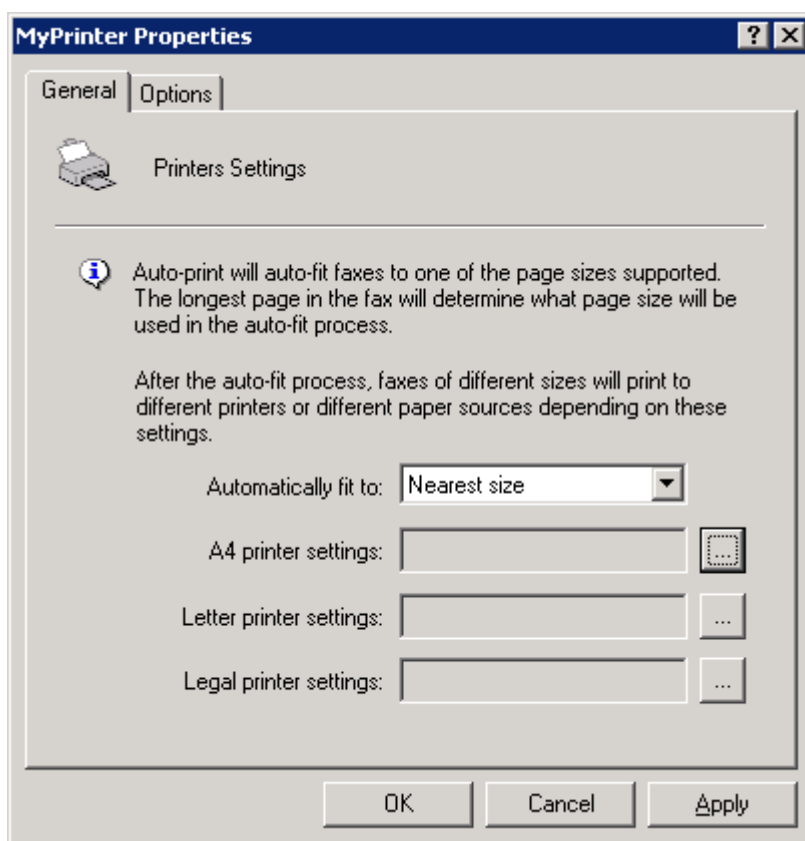 MyPrinter Properties
General
Options
Printers Settings
Auto-print will auto-fit faxes to one of the page sizes supported.
The longest page in the fax will determine what page size will be
used in the auto-fit process.
After the auto-fit process, faxes of different sizes will print to
different printers or different paper sources depending on these
settings.
Automatically fit to: Nearest size
A4 printer settings: ...
Letter printer settings: ...
Legal printer settings: ...
OK Cancel Apply